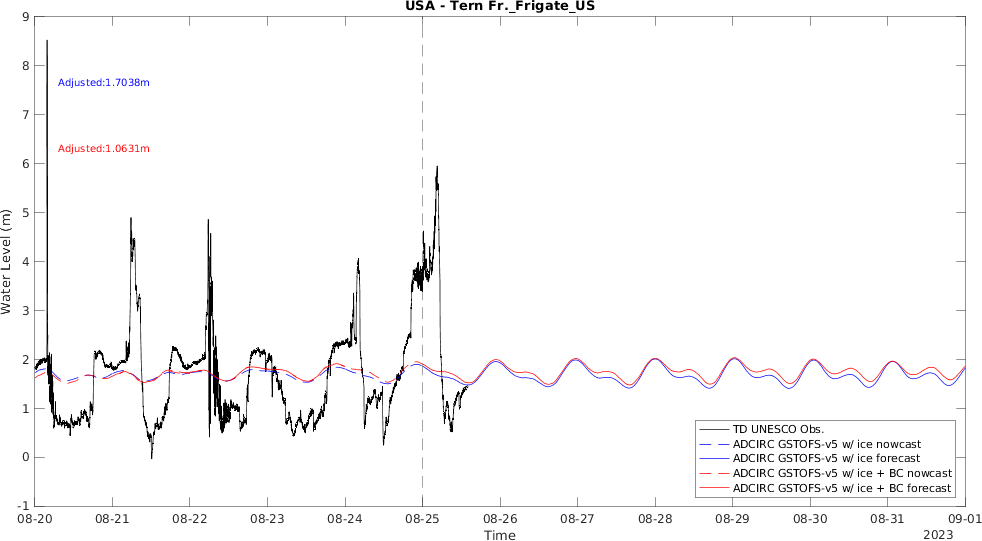 USA - Tern Fr._Frigate_US
9
8
7
6
5
4
3
2
1
0
-1
Water Level (m)
Adjusted:1.7038m
Adjusted:1.0631m
TD UNESCO Obs.
ADCIRC GSTOFS-v5 w/ ice nowcast
ADCIRC GSTOFS-v5 w/ ice forecast
ADCIRC GSTOFS-v5 w/ ice + BC nowcast
ADCIRC GSTOFS-v5 w/ ice + BC forecast
08-20 08-21 08-22 08-23 08-24 08-25 08-26 08-27 08-28 08-29 08-30 08-31 09-01
Time
2023